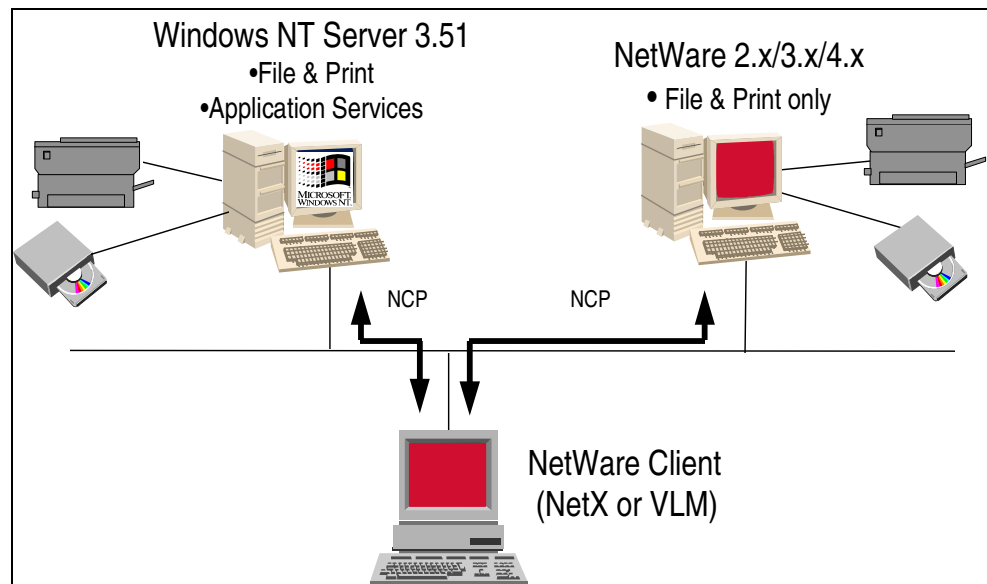 Windows NT Server 3.51
•File & Print
•Application Services
NetWare 2.x/3.x/4.x
• File & Print only
MICROSOFT
WINDOWS NT
NCP
NCP
NetWare Client
(NetX or VLM)